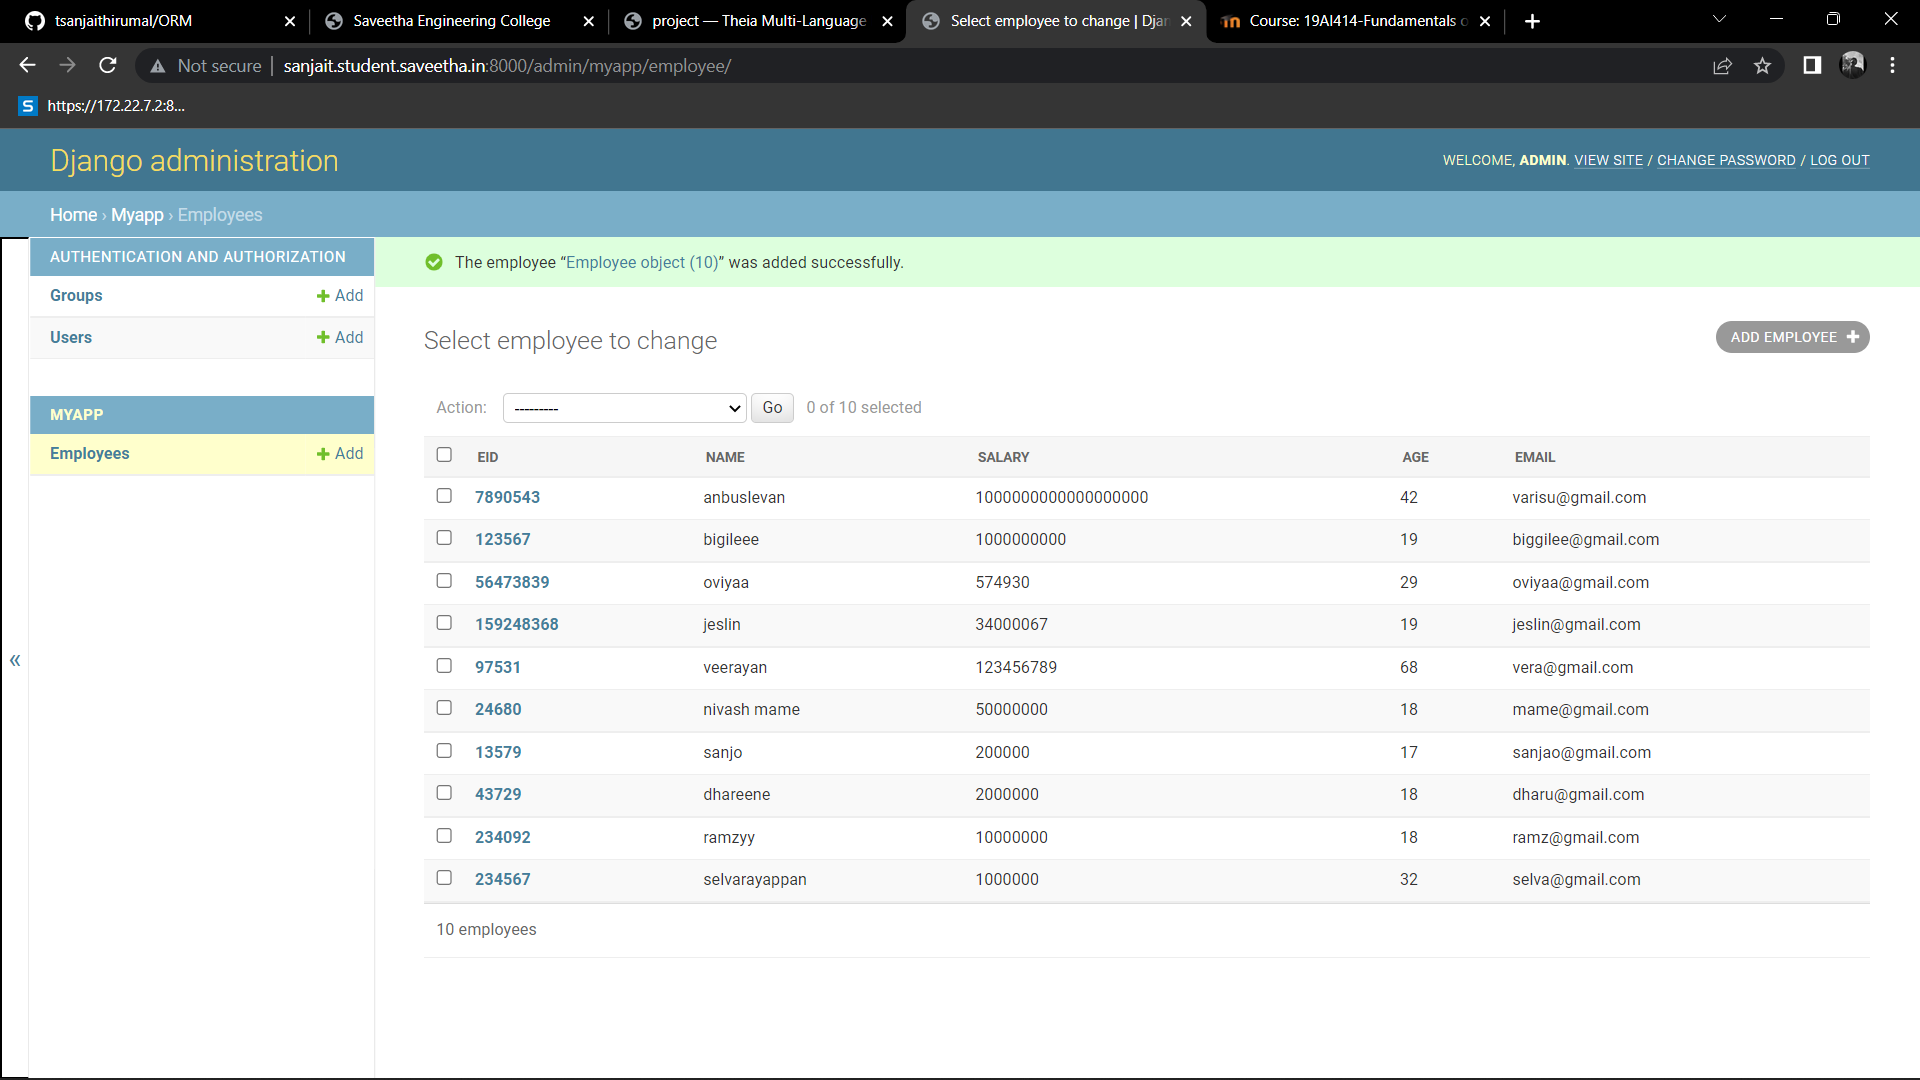 tsanjaithirumal/ORM
Saveetha Engineering College
project — Theia Multi-Language
Select employee to change | Djan
Course: 19AI414-Fundamentals o
Not secure
sanjait.student.saveetha.in:8000/admin/myapp/employee/
S https://172.22.7.2:8...
Django administration
WELCOME, ADMIN. VIEW SITE / CHANGE PASSWORD / LOG OUT
Home › Myapp › Employees
AUTHENTICATION AND AUTHORIZATION
Groups Add
Users Add
MYAPP
Employees Add
«
The employee “Employee object (10)” was added successfully.
Select employee to change
ADD EMPLOYEE
Action: --------- Go 0 of 10 selected
EID NAME SALARY AGE EMAIL
7890543 anbuslevan 1000000000000000000 42 varisu@gmail.com
123567 bigileee 1000000000 19 biggilee@gmail.com
56473839 oviyaa 574930 29 oviyaa@gmail.com
159248368 jeslin 34000067 19 jeslin@gmail.com
97531 veerayan 123456789 68 vera@gmail.com
24680 nivash mame 50000000 18 mame@gmail.com
13579 sanjo 200000 17 sanjao@gmail.com
43729 dhareene 2000000 18 dharu@gmail.com
234092 ramzyy 10000000 18 ramz@gmail.com
234567 selvarayappan 1000000 32 selva@gmail.com
10 employees